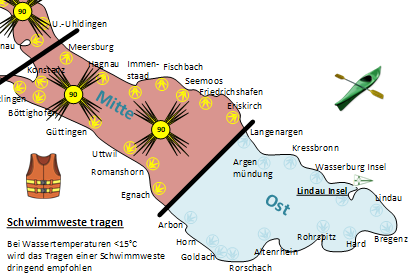 90
U.-Uhldingen
nau
Meersburg
Konstanz
Hagnau
Immen-
staad
Fischbach
Seemoos
Friedrichshafen
Eriskirch
90
Mitte
90
lingen
Böttighofen
Güttingen
Uttwil
Romanshorn
Egnach
Langenargen
Kressbronn
Argen
mündung
Wasserburg Insel
Lindau Insel
Lindau
Ost
Arbon
Horn
Goldach
Rorschach
Altenrhein
Rohrspitz
Hard
Bregenz
Schwimmweste tragen
Bei Wassertemperaturen <15°C
wird das Tragen einer Schwimmweste
dringend empfohlen